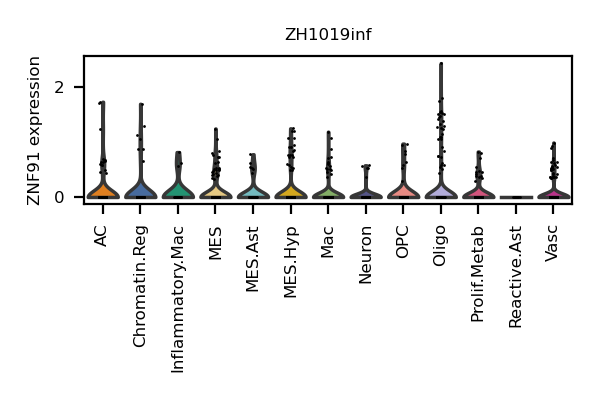 ZH1019inf
ZNF91 expression
2
0
AC
Chromatin.Reg
Inflammatory.Mac
MES
MES.Ast
MES.Hyp
Mac
Neuron
OPC
Oligo
Prolif.Metab
Reactive.Ast
Vasc